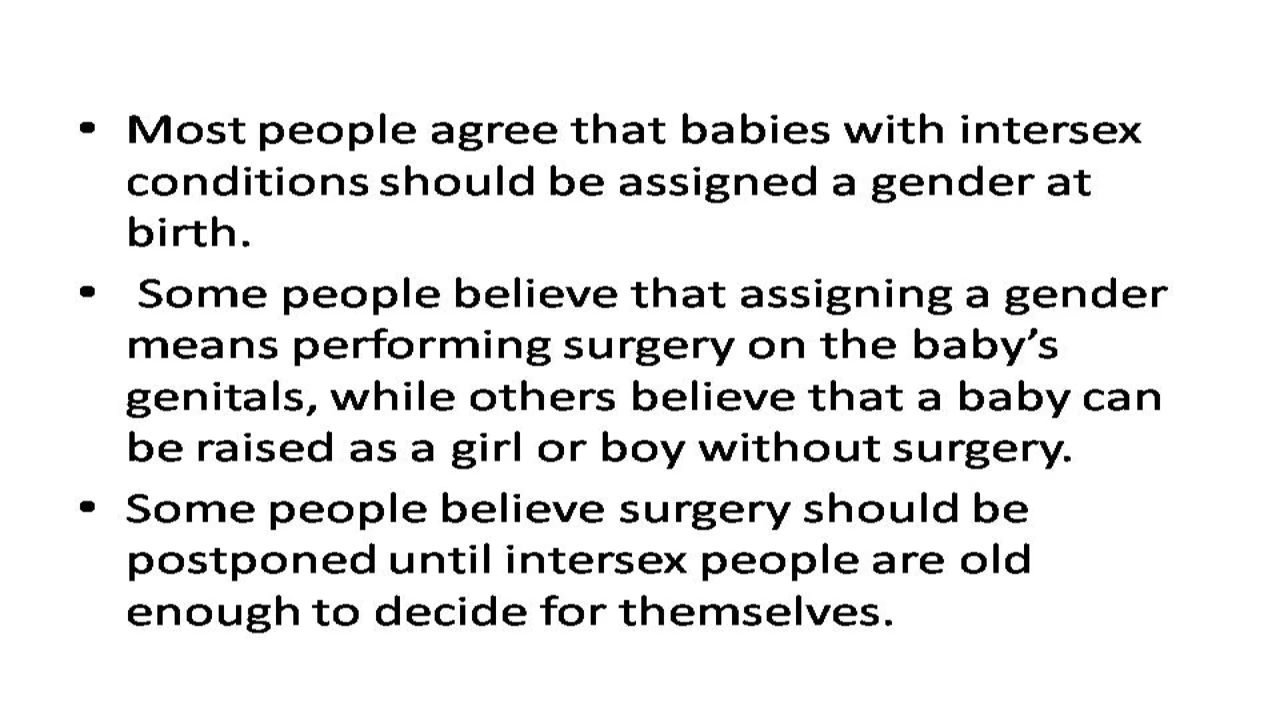 • Most people agree that babies with intersex
conditions should be assigned a gender at
birth.
• Some people believe that assigning a gender
means performing surgery on the baby’s
genitals, while others believe that a baby can
be raised as a girl or boy without surgery.
• Some people believe surgery should be
postponed until intersex people are old
enough to decide for themselves.